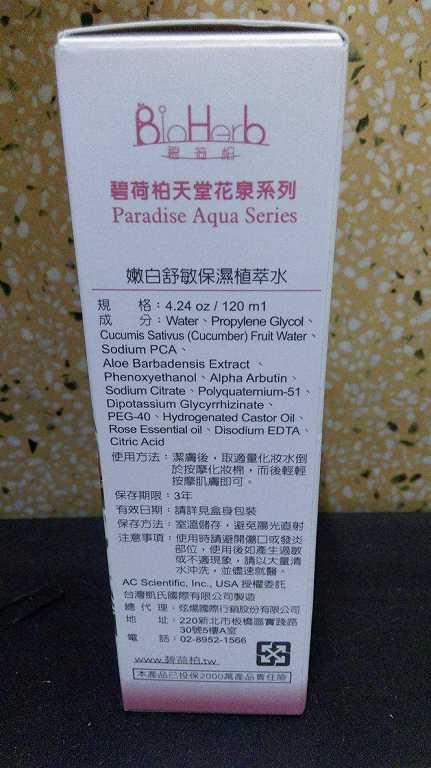 BioHerb
碧荷柏
碧荷柏天堂花泉系列
Paradise Aqua Series
嫩白舒敏保濕植萃水
規 格：4.24 oz / 120 m1
成 分：Water、Propylene Glycol、
Cucumis Sativus (Cucumber) Fruit Water、
Sodium PCA、
Aloe Barbadensis Extract、
Phenoxyethanol、Alpha Arbutin、
Sodium Citrate、Polyquaternium-51、
Dipotassium Glycyrrhizinate、
PEG-40、Hydrogenated Castor Oil、
Rose Essential oil、Disodium EDTA、
Citric Acid
使用方法：潔膚後，取適量化妝水倒
於按摩化妝棉，而後輕輕
按摩肌膚即可。
保存期限：3年
有效日期：請詳見盒身包裝
保存方法：室溫儲存，避免陽光直射
注意事項：使用時請避開傷口或發炎
部位，使用後如產生過敏
或不適現象，請以大量清
水沖洗，並盡速就醫。
AC Scientific, Inc., USA 授權委託
台灣凱氏國際有限公司製造
總 代 理：炫煬國際行銷股份有限公司
地 址：220新北市板橋區實踐路
30號5樓A室
電 話：02-8952-1566
www.碧荷柏.tw
本產品已投保2000萬產品責任險